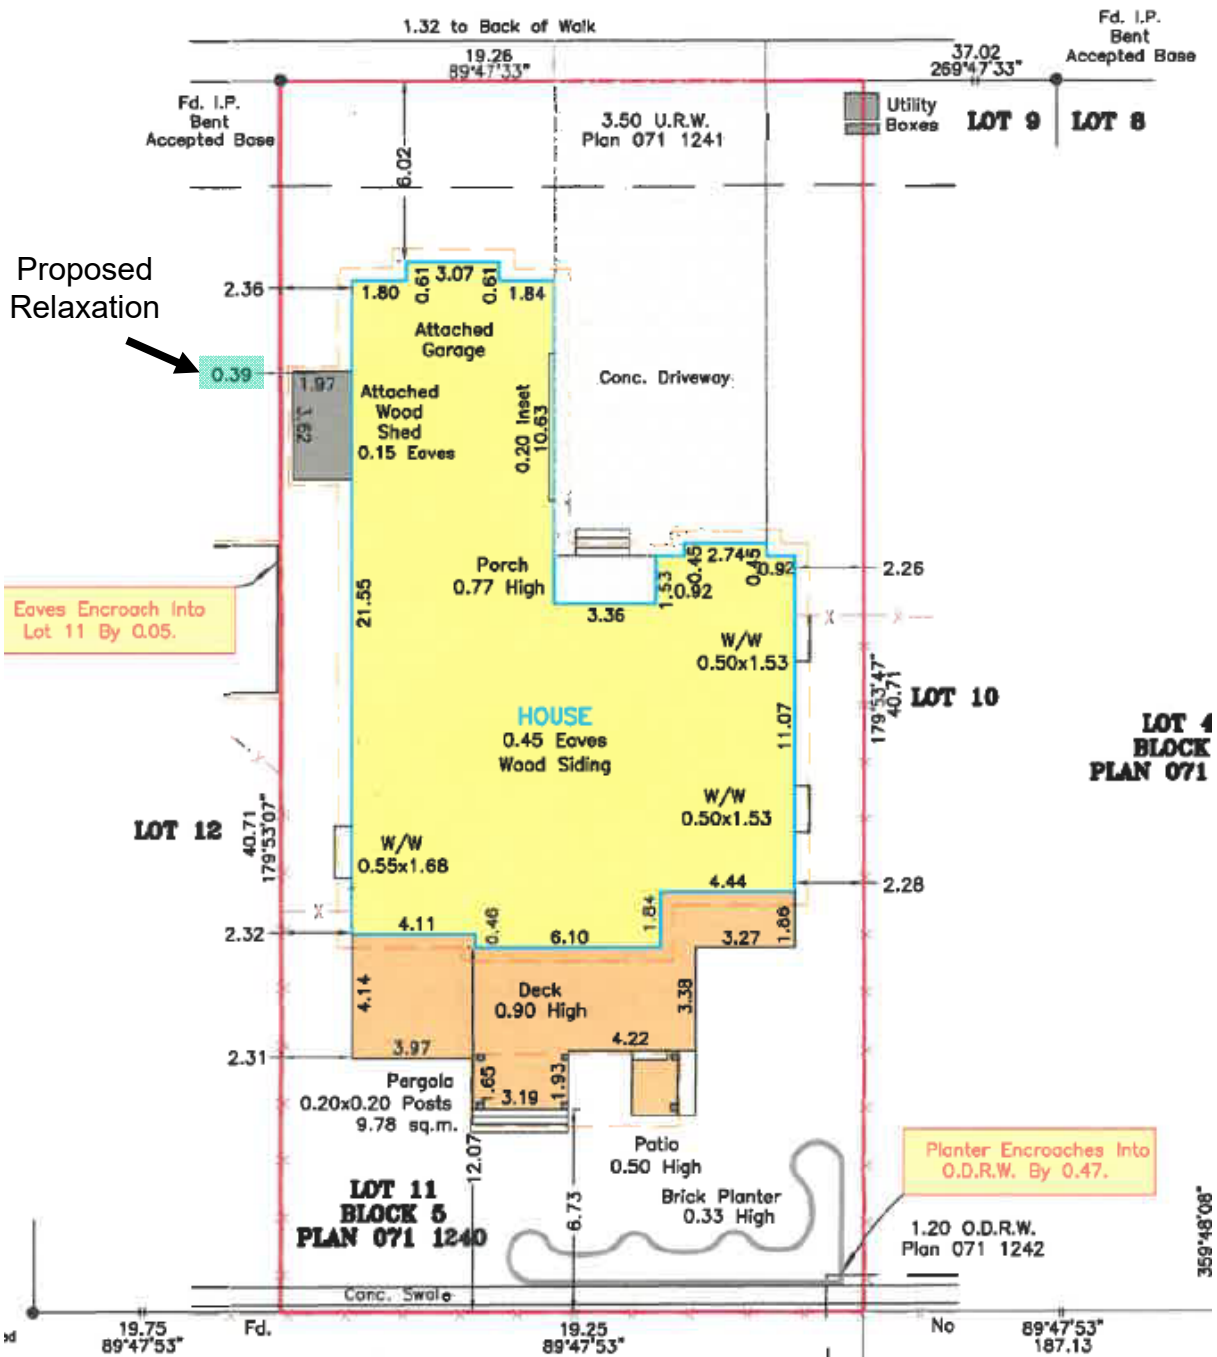 1.32 to Back of Walk
Fd. I.P.
Bent
Accepted Base
19.26
89°47'33"
37.02
269°47'33"
Fd. I.P.
Bent
Accepted Base
3.50 U.R.W.
Plan 071 1241
Utility
Boxes
LOT 9
LOT 8
6.02
Proposed
Relaxation
2.36
1.80
0.61
3.07
0.61
1.84
Attached
Garage
0.39
1.97
3.62
Attached
Wood
Shed
0.15 Eaves
0.20 Inset
10.63
Conc. Driveway
Porch
0.77 High
3.36
1.53
0.92
0.45
2.74
0.45
0.92
2.26
Eaves Encroach Into
Lot 11 By 0.05.
21.55
X
X
W/W
0.50x1.53
179°53'47"
40.71
LOT 10
HOUSE
0.45 Eaves
Wood Siding
11.07
LOT 4
BLOCK
PLAN 071
X
W/W
0.50x1.53
LOT 12
40.71
179°53'07"
W/W
0.55x1.68
X
2.32
4.11
0.46
6.10
1.84
4.44
2.28
3.27
1.86
4.14
Deck
0.90 High
3.38
4.22
2.31
3.97
Pergola
0.20x0.20 Posts
9.78 sq.m.
1.65
3.19
1.93
12.07
6.73
Patio
0.50 High
Planter Encroaches Into
O.D.R.W. By 0.47.
LOT 11
BLOCK 5
PLAN 071 1240
Brick Planter
0.33 High
1.20 O.D.R.W.
Plan 071 1242
359°48'08"
Conc. Swale
19.75
89°47'53"
Fd.
19.25
89°47'53"
No
89°47'53"
187.13